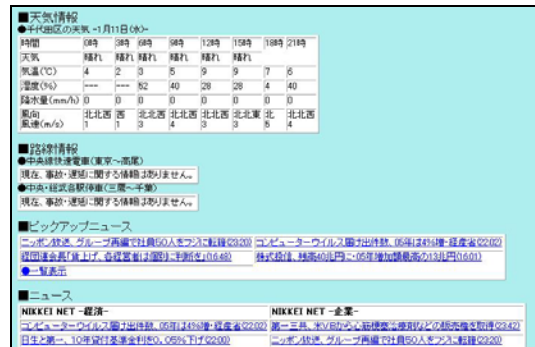 ■天気情報
●千代田区の天気 -1月11日(水)-
時間 0時 3時 6時 9時 12時 15時 18時 21時
天気 晴れ 晴れ 晴れ 晴れ 晴れ 晴れ
気温(℃) 4 2 3 5 9 9 7 6
湿度(%) --- --- 52 40 28 28 4 40
降水量(mm/h) 0 0 0 0 0 0 0 0
風向 北北西 西 北北西 北北西 北北西 北北東 北 北北西
風速(m/s) 1 1 3 4 3 3 5 4
■路線情報
●中央線快速電車(東京～高尾)
現在、事故・遅延に関する情報はありません。
●中央・総武各駅停車(三鷹～千葉)
現在、事故・遅延に関する情報はありません。
■ピックアップニュース
ニッポン放送、グループ再編で社員50人をフジに転籍(23:20) コンピューターウイルス届け出件数、05年は4%増・経産省(22:02)
経団連会長「賃上げ、各経営者は個別に判断を」(16:48) 株式投信、残高40兆円に・05年増加額最高の13兆円(16:01)
●一覧表示
■ニュース
NIKKEI NET -経済- NIKKEI NET -企業-
コンピューターウイルス届け出件数、05年は4%増・経産省(22:02) 第一三共、米VBから心筋梗塞治療剤などの販売権を取得(23:42)
日生と第一、10年貸付基準金利を0.05%下げ(22:00) ニッポン放送、グループ再編で社員50人をフジに転籍(23:20)